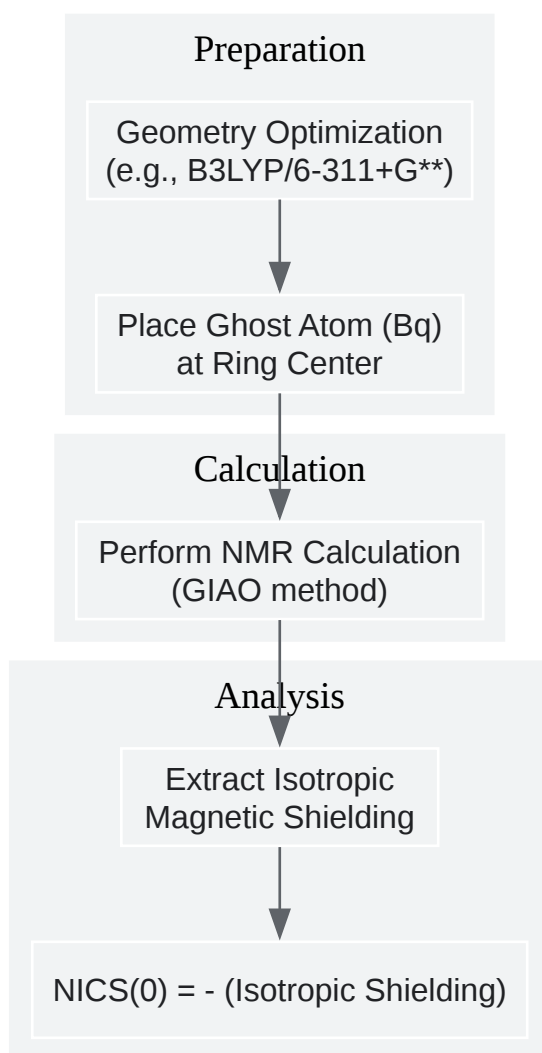 Preparation
Geometry Optimization
(e.g., B3LYP/6-311+G**)
Place Ghost Atom (Bq)
at Ring Center
Calculation
Perform NMR Calculation
(GIAO method)
Analysis
Extract Isotropic
Magnetic Shielding
NICS(0) = - (Isotropic Shielding)